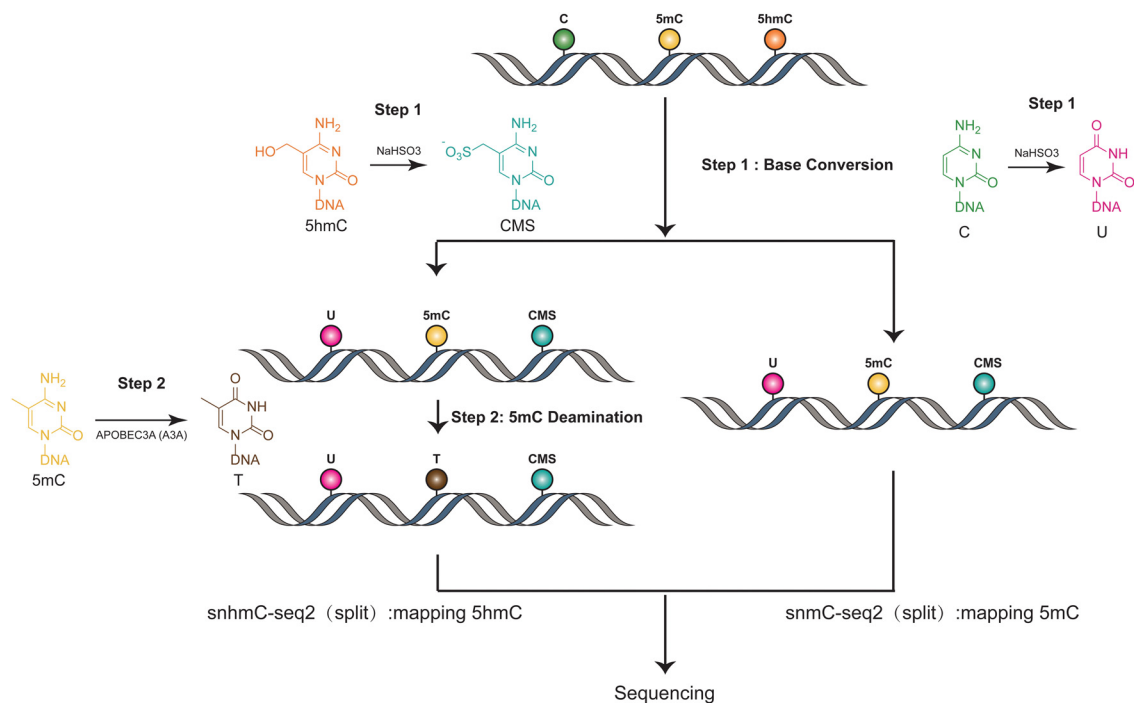 C 5mC 5hmC
Step 1
NH2
HO
N
N
O
DNA
5hmC
NaHSO3
-
O3S
NH2
N
N
O
DNA
CMS
Step 1 : Base Conversion
Step 1
NH2
N
N
O
DNA
C
NaHSO3
O
NH
N
O
DNA
U
U 5mC CMS
Step 2: 5mC Deamination
U T CMS
Step 2
NH2
N
N
O
DNA
5mC
APOBEC3A (A3A)
O
NH
N
O
DNA
T
U 5mC CMS
snhmC-seq2（split）:mapping 5hmC
snmC-seq2（split）:mapping 5mC
Sequencing